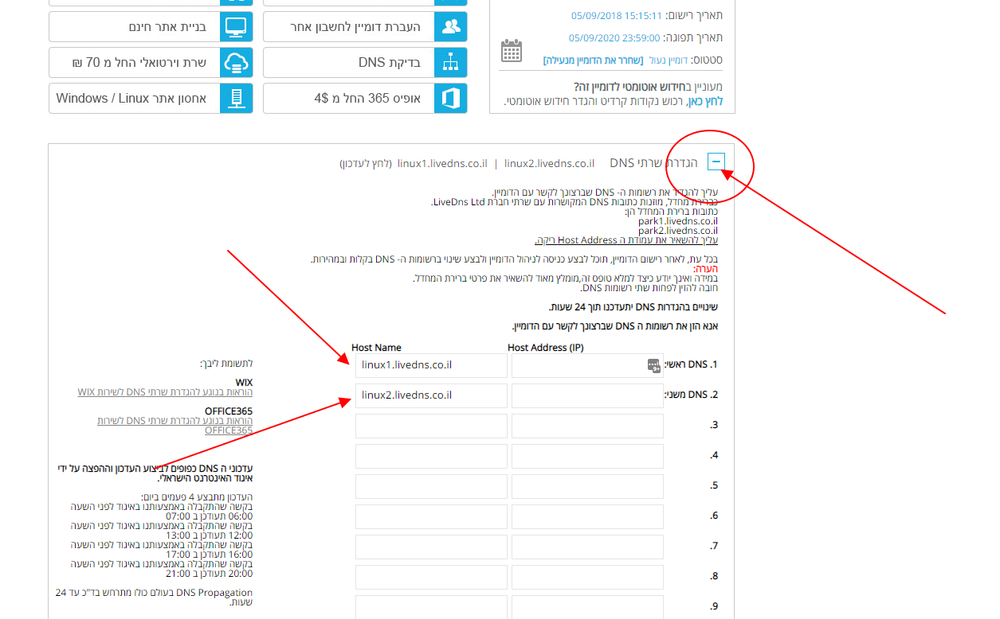 תאריך רישום: 05/09/2018 15:15:11
תאריך תפוגה: 05/09/2020 23:59:00
סטטוס: דומיין נעול [שחרר את הדומיין מנעילה]
מעוניין בחידוש אוטומטי לדומיין זה?
לחץ כאן, רכוש נקודות קרדיט והגדר חידוש אוטומטי.
העברת דומיין לחשבון אחר
בניית אתר חינם
בדיקת DNS
שרת וירטואלי החל מ 70 ₪
אופיס 365 החל מ 4$
אחסון אתר Windows / Linux
הגדרת שרתי DNS linux1.livedns.co.il | linux2.livedns.co.il (לחץ לעדכון)
עליך להגדיר את רשומות ה- DNS שברצונך לקשר עם הדומיין.
כברירת מחדל, מוזנות כתובות DNS המקושרות עם שרתי חברת LiveDns Ltd.
כתובות ברירת המחדל הן:
park1.livedns.co.il
park2.livedns.co.il
עליך להשאיר את עמודת ה Host Address ריקה.
בכל עת, לאחר רישום הדומיין, תוכל לבצע כניסה לניהול הדומיין ולבצע שינוי ברשומות ה- DNS בקלות ובמהירות.
הערה:
במידה ואינך יודע כיצד למלא טופס זה,מומלץ מאוד להשאיר את פרטי ברירת המחדל.
חובה להזין לפחות שתי רשומות DNS.
שינויים בהגדרות DNS יתעדכנו תוך 24 שעות.
אנא הזן את רשומות ה DNS שברצונך לקשר עם הדומיין.
Host Name Host Address (IP)
1. DNS ראשי: linux1.livedns.co.il
9+
2. DNS משני: linux2.livedns.co.il
3.
4.
5.
6.
7.
8.
9.
לתשומת ליבך:
WIX
הוראות בנוגע להגדרת שרתי DNS לשירות WIX
OFFICE365
הוראות בנוגע להגדרת שרתי DNS לשירות
OFFICE365
עדכוני ה DNS כפופים לביצוע העדכון וההפצה על ידי
איגוד האינטרנט הישראלי.
העדכון מתבצע 4 פעמים ביום:
בקשה שהתקבלה באמצעותנו באיגוד לפני השעה
06:00 תעודכן ב 07:00
בקשה שהתקבלה באמצעותנו באיגוד לפני השעה
12:00 תעודכן ב 13:00
בקשה שהתקבלה באמצעותנו באיגוד לפני השעה
16:00 תעודכן ב 17:00
בקשה שהתקבלה באמצעותנו באיגוד לפני השעה
20:00 תעודכן ב 21:00
DNS Propagation בעולם כולו מתרחש בד"כ עד 24
שעות.